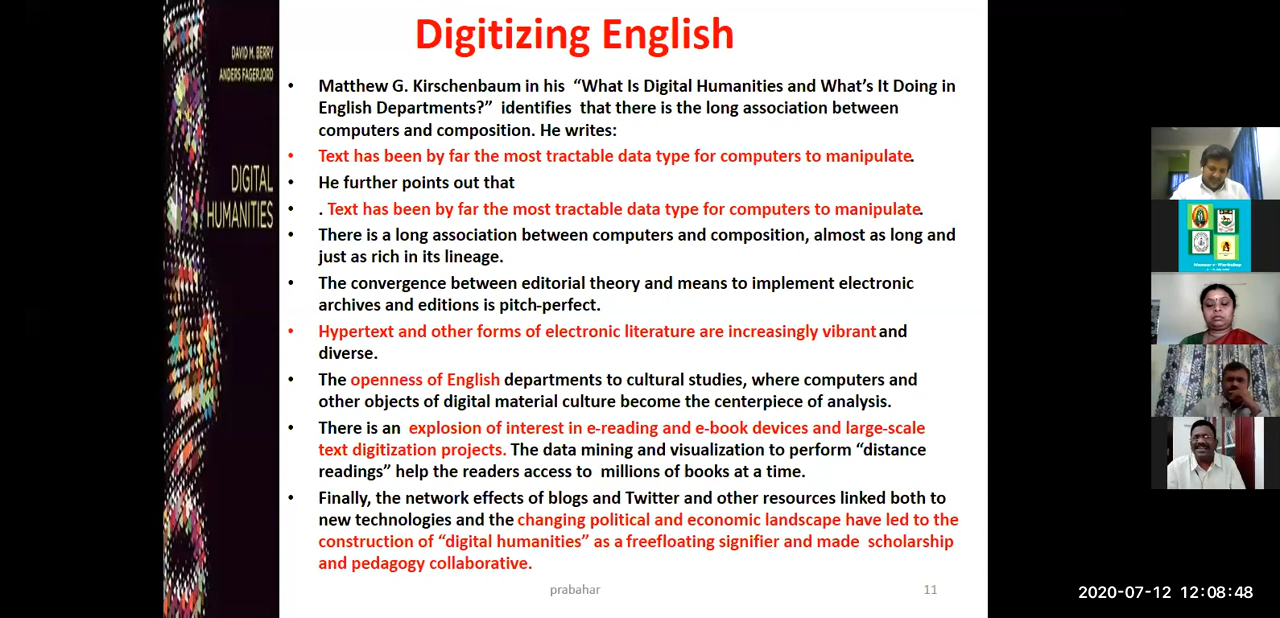 DAVID M. BERRY
ANDERS FAGERJORD
DIGITAL
HUMANITIES
Digitizing English
• Matthew G. Kirschenbaum in his “What Is Digital Humanities and What’s It Doing in
English Departments?” identifies that there is the long association between
computers and composition. He writes:
• Text has been by far the most tractable data type for computers to manipulate.
• He further points out that
• . Text has been by far the most tractable data type for computers to manipulate.
• There is a long association between computers and composition, almost as long and
just as rich in its lineage.
• The convergence between editorial theory and means to implement electronic
archives and editions is pitch-perfect.
• Hypertext and other forms of electronic literature are increasingly vibrant and
diverse.
• The openness of English departments to cultural studies, where computers and
other objects of digital material culture become the centerpiece of analysis.
• There is an explosion of interest in e-reading and e-book devices and large-scale
text digitization projects. The data mining and visualization to perform “distance
readings” help the readers access to millions of books at a time.
• Finally, the network effects of blogs and Twitter and other resources linked both to
new technologies and the changing political and economic landscape have led to the
construction of “digital humanities” as a freefloating signifier and made scholarship
and pedagogy collaborative.
prabahar
11
2020-07-12 12:08:48